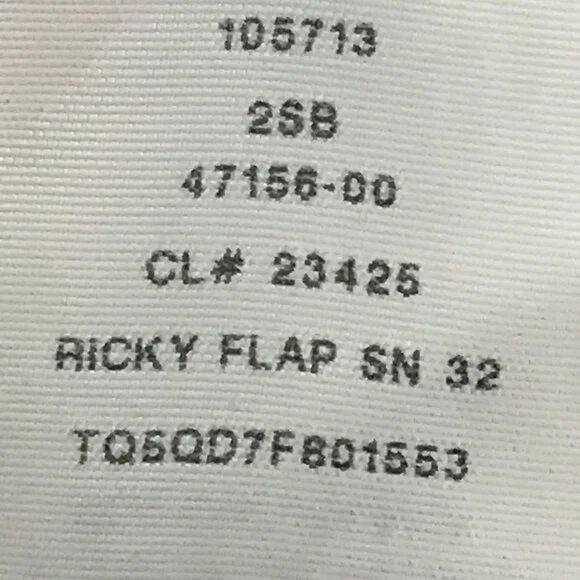 105713
2SB
47156-00
CL# 23425
RICKY FLAP SN 32
TQ5QD7F801553